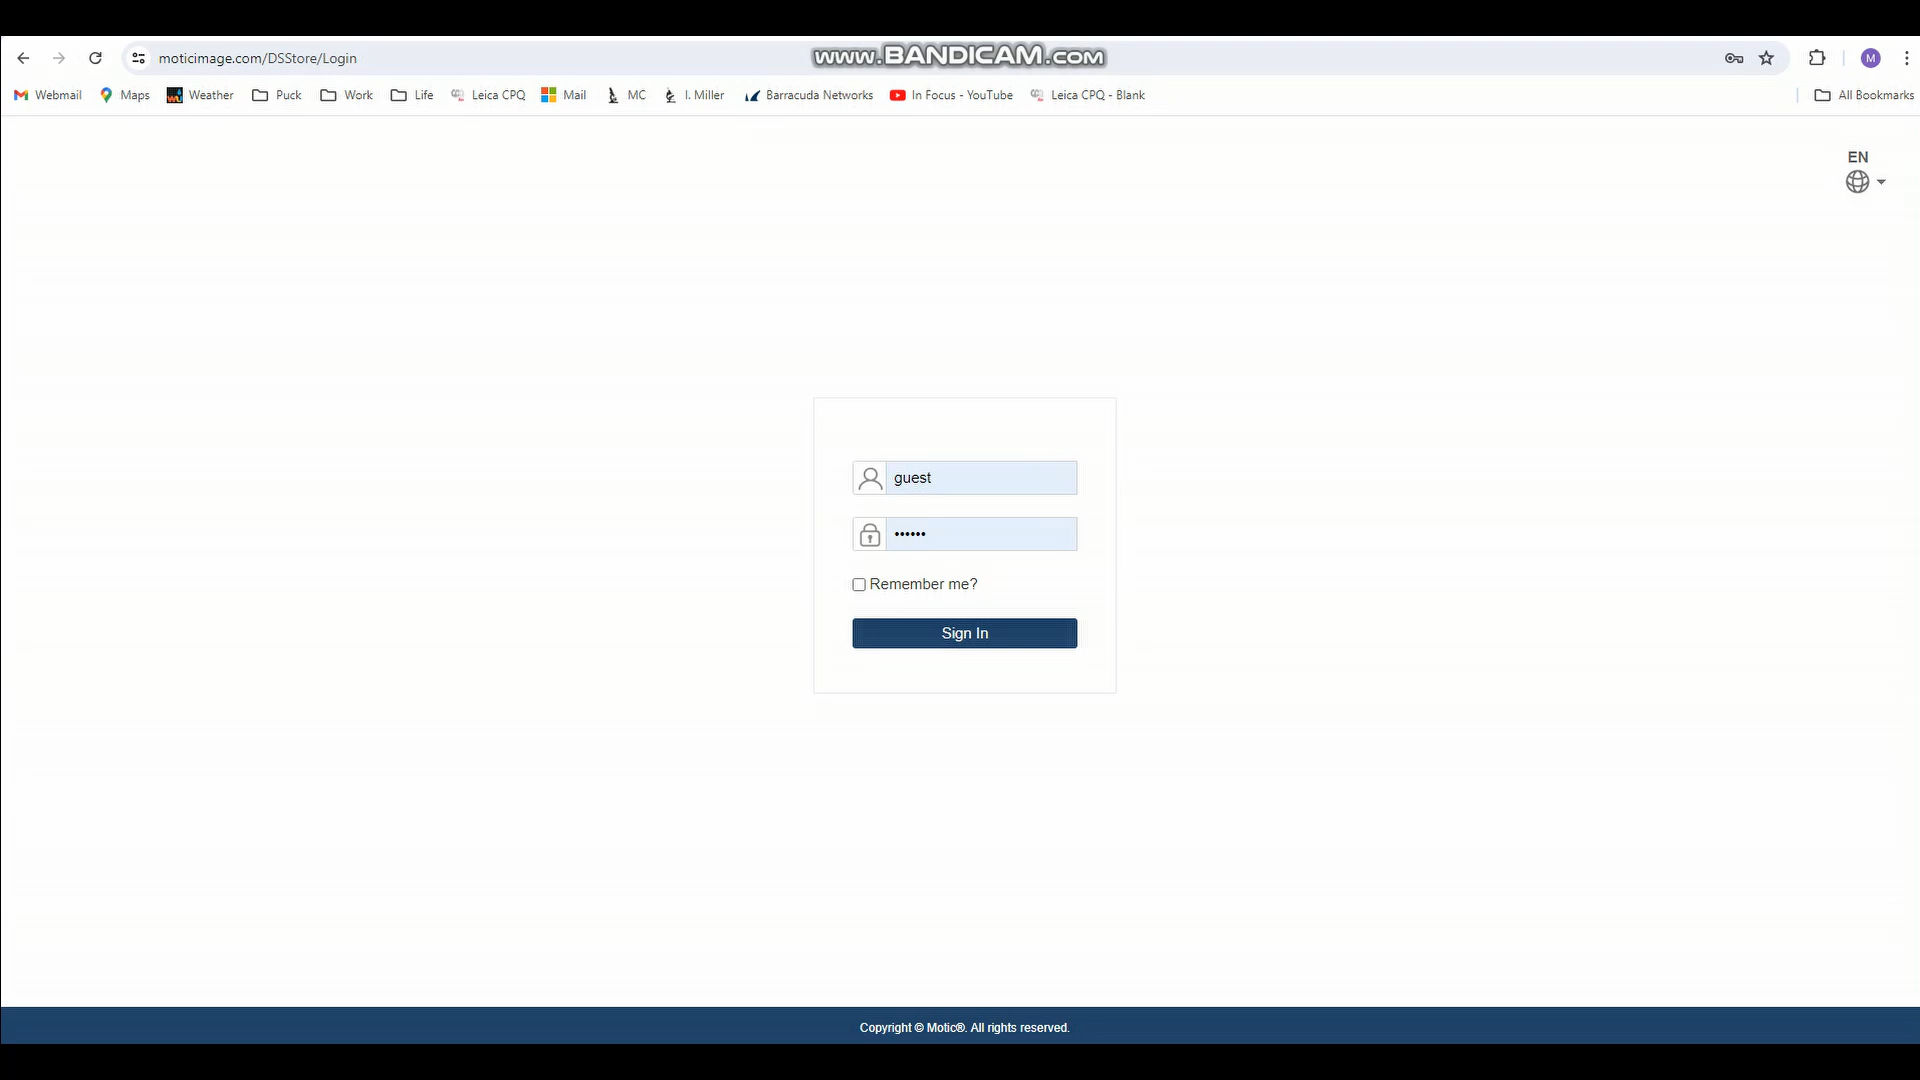 moticimage.com/DSStore/Login
www.BANDICAM.com
M
Webmail
Maps
Weather
Puck
Work
Life
Leica CPQ
Mail
MC
I. Miller
Barracuda Networks
In Focus - YouTube
Leica CPQ - Blank
All Bookmarks
EN
guest
••••••
Remember me?
Sign In
Copyright © Motic®. All rights reserved.